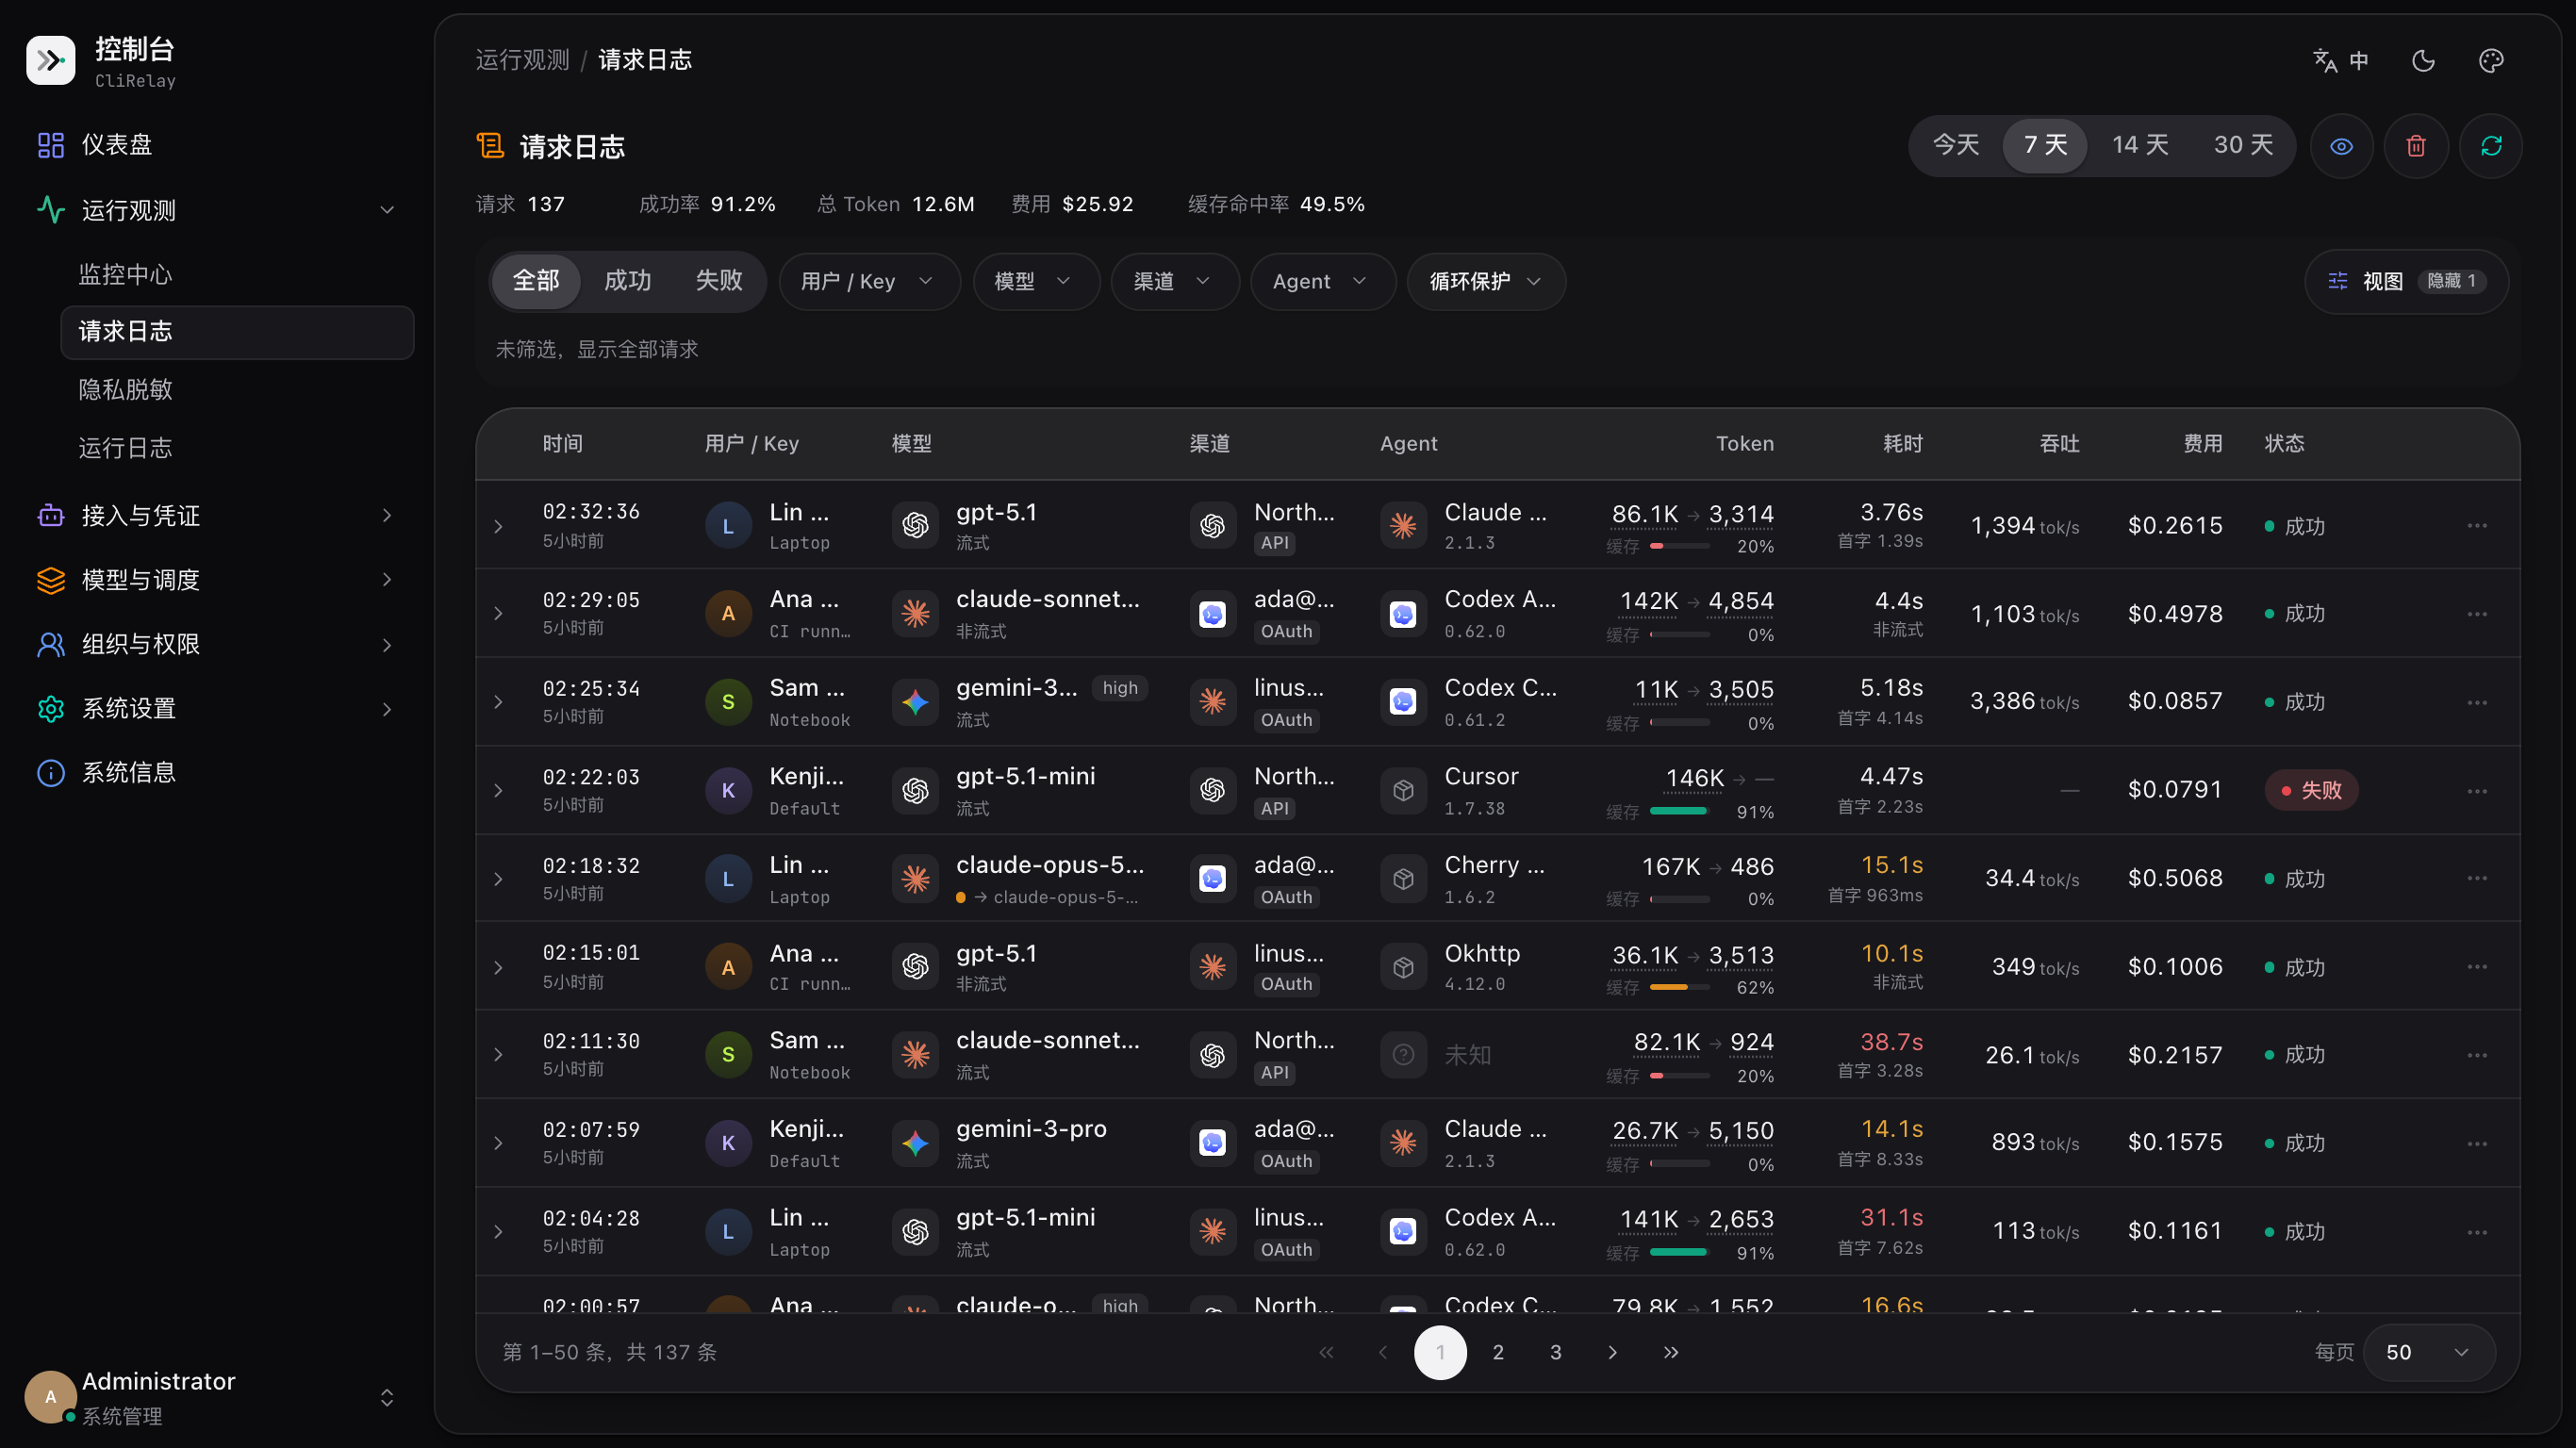 控制台
CliRelay
仪表盘
运行观测
监控中心
请求日志
隐私脱敏
运行日志
接入与凭证
模型与调度
组织与权限
系统设置
系统信息
A
Administrator
系统管理
运行观测 / 请求日志
中
请求日志
今天 7 天 14 天 30 天
请求 137 成功率 91.2% 总 Token 12.6M 费用 $25.92 缓存命中率 49.5%
全部 成功 失败 用户 / Key 模型 渠道 Agent 循环保护 视图 隐藏 1
未筛选，显示全部请求
时间 用户 / Key 模型 渠道 Agent Token 耗时 吞吐 费用 状态
02:32:36 L Lin ... gpt-5.1 North... Claude ... 86.1K → 3,314 3.76s 1,394 tok/s $0.2615 成功
5小时前 Laptop 流式 API 2.1.3 缓存 20% 首字 1.39s
02:29:05 A Ana ... claude-sonnet... ada@... Codex A... 142K → 4,854 4.4s 1,103 tok/s $0.4978 成功
5小时前 CI runn... 非流式 OAuth 0.62.0 缓存 0% 非流式
02:25:34 S Sam ... gemini-3... high linus... Codex C... 11K → 3,505 5.18s 3,386 tok/s $0.0857 成功
5小时前 Notebook 流式 OAuth 0.61.2 缓存 0% 首字 4.14s
02:22:03 K Kenji... gpt-5.1-mini North... Cursor 146K → — 4.47s — $0.0791 失败
5小时前 Default 流式 API 1.7.38 缓存 91% 首字 2.23s
02:18:32 L Lin ... claude-opus-5... ada@... Cherry ... 167K → 486 15.1s 34.4 tok/s $0.5068 成功
5小时前 Laptop → claude-opus-5-... OAuth 1.6.2 缓存 0% 首字 963ms
02:15:01 A Ana ... gpt-5.1 linus... Okhttp 36.1K → 3,513 10.1s 349 tok/s $0.1006 成功
5小时前 CI runn... 非流式 OAuth 4.12.0 缓存 62% 非流式
02:11:30 S Sam ... claude-sonnet... North... 未知 82.1K → 924 38.7s 26.1 tok/s $0.2157 成功
5小时前 Notebook 流式 API 缓存 20% 首字 3.28s
02:07:59 K Kenji... gemini-3-pro ada@... Claude ... 26.7K → 5,150 14.1s 893 tok/s $0.1575 成功
5小时前 Default 流式 OAuth 2.1.3 缓存 0% 首字 8.33s
02:04:28 L Lin ... gpt-5.1-mini linus... Codex A... 141K → 2,653 31.1s 113 tok/s $0.1161 成功
5小时前 Laptop 流式 OAuth 0.62.0 缓存 91% 首字 7.62s
02:00:57 Ana ... claude-o... high North... Codex C... 79.8K → 1,552 16.6s
第 1–50 条，共 137 条 « ‹ 1 2 3 › » 每页 50